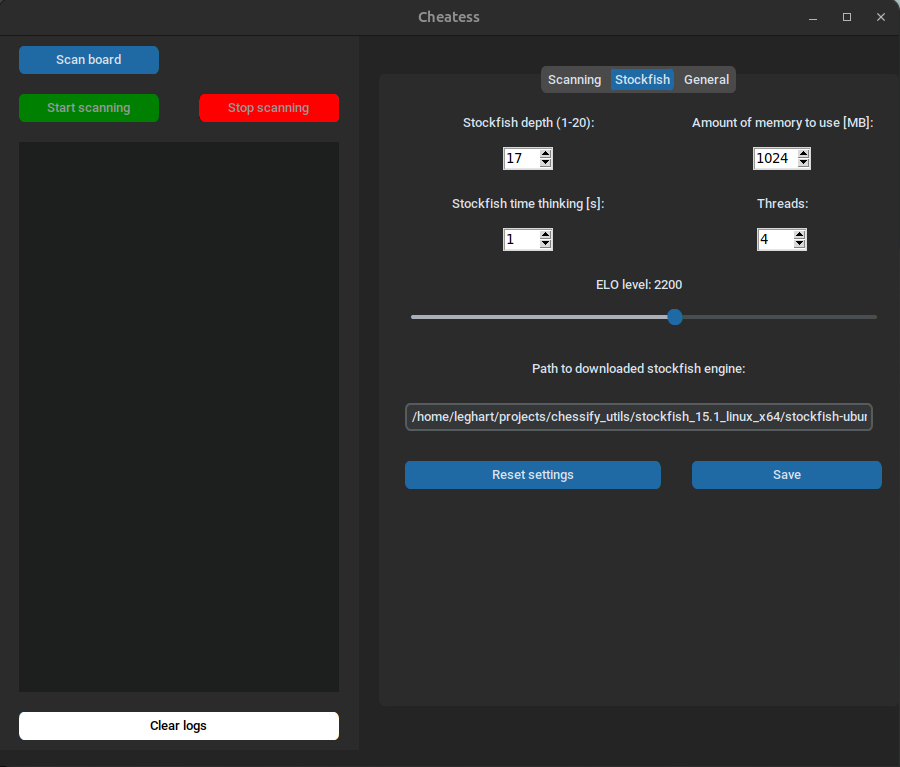 Cheatess
Scan board
Start scanning
Stop scanning
Clear logs
Scanning Stockfish General
Stockfish depth (1-20):
17
Amount of memory to use [MB]:
1024
Stockfish time thinking [s]:
1
Threads:
4
ELO level: 2200
Path to downloaded stockfish engine:
/home/leghart/projects/chessify_utils/stockfish_15.1_linux_x64/stockfish-ubu
Reset settings
Save